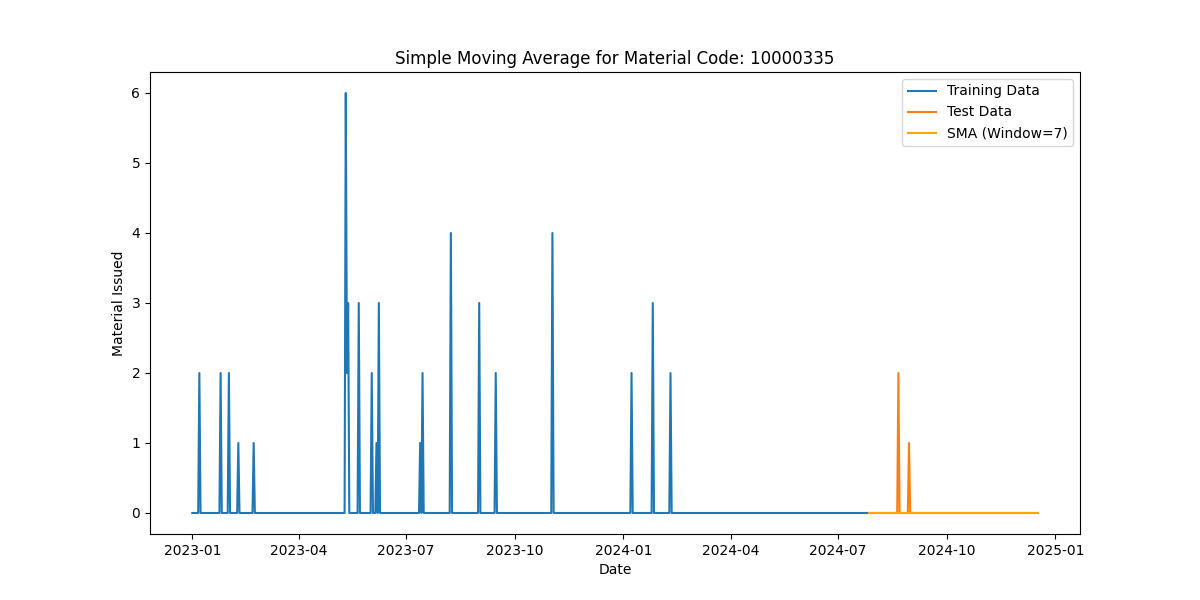 Simple Moving Average for Material Code: 10000335
Training Data
Test Data
SMA (Window=7)
6
5
4
3
2
1
0
Material Issued
2023-01 2023-04 2023-07 2023-10 2024-01 2024-04 2024-07 2024-10 2025-01
Date